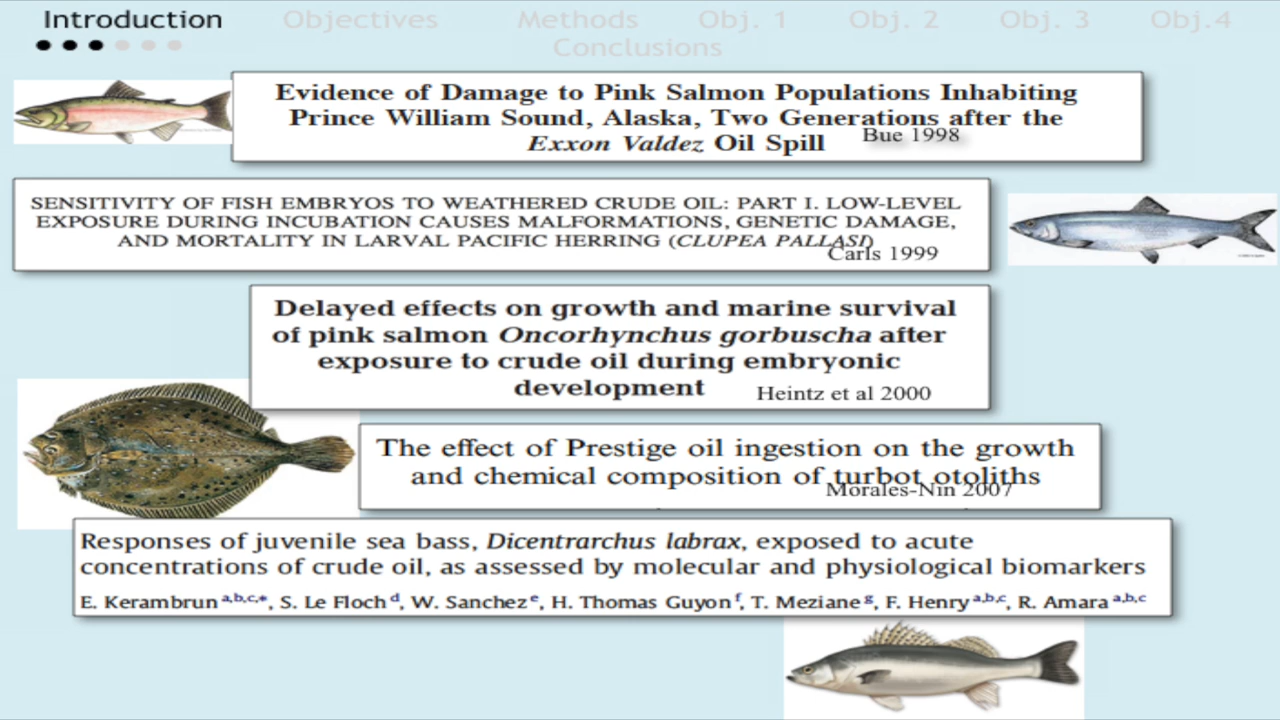 Introduction Objectives Methods Obj. 1 Obj. 2 Obj. 3 Obj.4
Conclusions
Evidence of Damage to Pink Salmon Populations Inhabiting
Prince William Sound, Alaska, Two Generations after the
Exxon Valdez Oil Spill
Bue 1998
SENSITIVITY OF FISH EMBRYOS TO WEATHERED CRUDE OIL: PART I. LOW-LEVEL
EXPOSURE DURING INCUBATION CAUSES MALFORMATIONS, GENETIC DAMAGE,
AND MORTALITY IN LARVAL PACIFIC HERRING (CLUPEA PALLASI)
Carls 1999
Delayed effects on growth and marine survival
of pink salmon Oncorhynchus gorbuscha after
exposure to crude oil during embryonic
development
Heintz et al 2000
The effect of Prestige oil ingestion on the growth
and chemical composition of turbot otoliths
Morales-Nin 2007
Responses of juvenile sea bass, Dicentrarchus labrax, exposed to acute
concentrations of crude oil, as assessed by molecular and physiological biomarkers
E. Kerambrun a,b,c,*, S. Le Floch d, W. Sanchez e, H. Thomas Guyon f, T. Meziane g, F. Henry a,b,c, R. Amara a,b,c